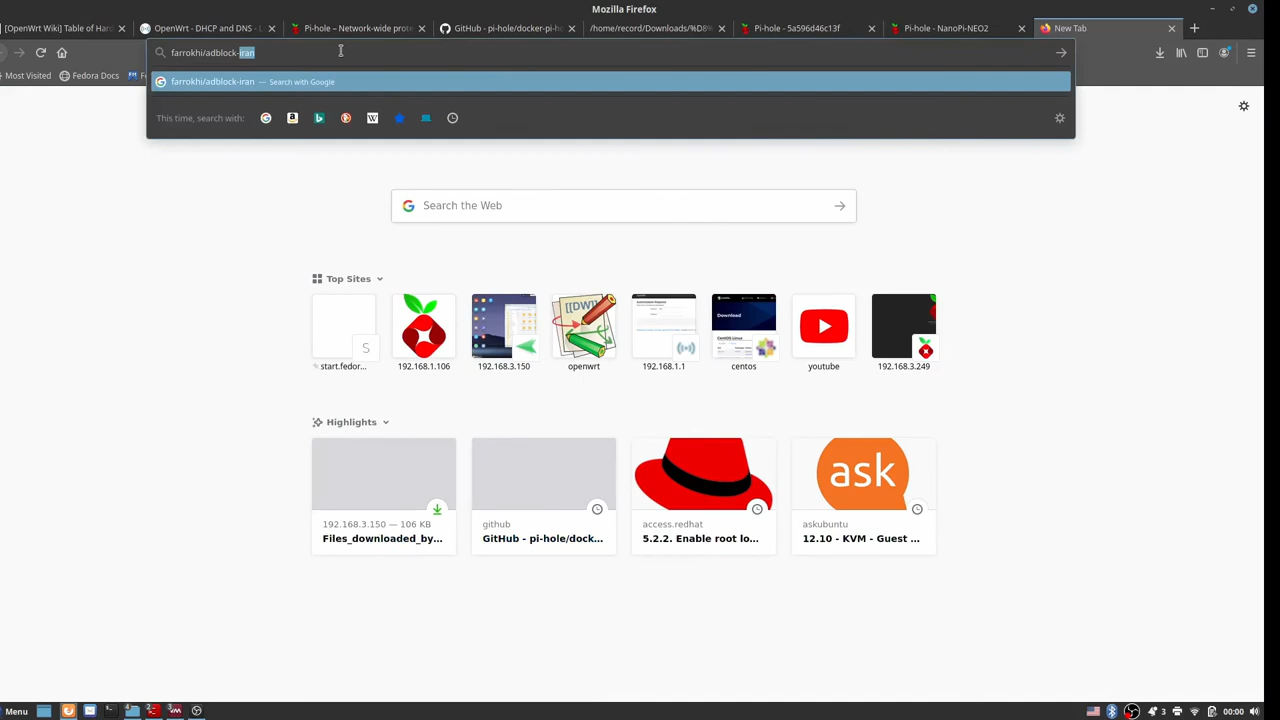 Mozilla Firefox
[OpenWrt Wiki] Table of Hard
OpenWrt - DHCP and DNS - L
Pi-hole – Network-wide prote
GitHub - pi-hole/docker-pi-ho
/home/record/Downloads/%D8%
Pi-hole - 5a596d46c13f
Pi-hole - NanoPi-NEO2
New Tab
farrokhi/adblock-iran
Most Visited
Fedora Docs
farrokhi/adblock-iran — Search with Google
This time, search with:
Search the Web
Top Sites
start.fedor...
192.168.1.106
192.168.3.150
openwrt
192.168.1.1
centos
youtube
192.168.3.249
Highlights
192.168.3.150 — 106 KB
Files_downloaded_by...
github
GitHub - pi-hole/dock...
access.redhat
5.2.2. Enable root lo...
ask
askubuntu
12.10 - KVM - Guest ...
Menu
3
00:00